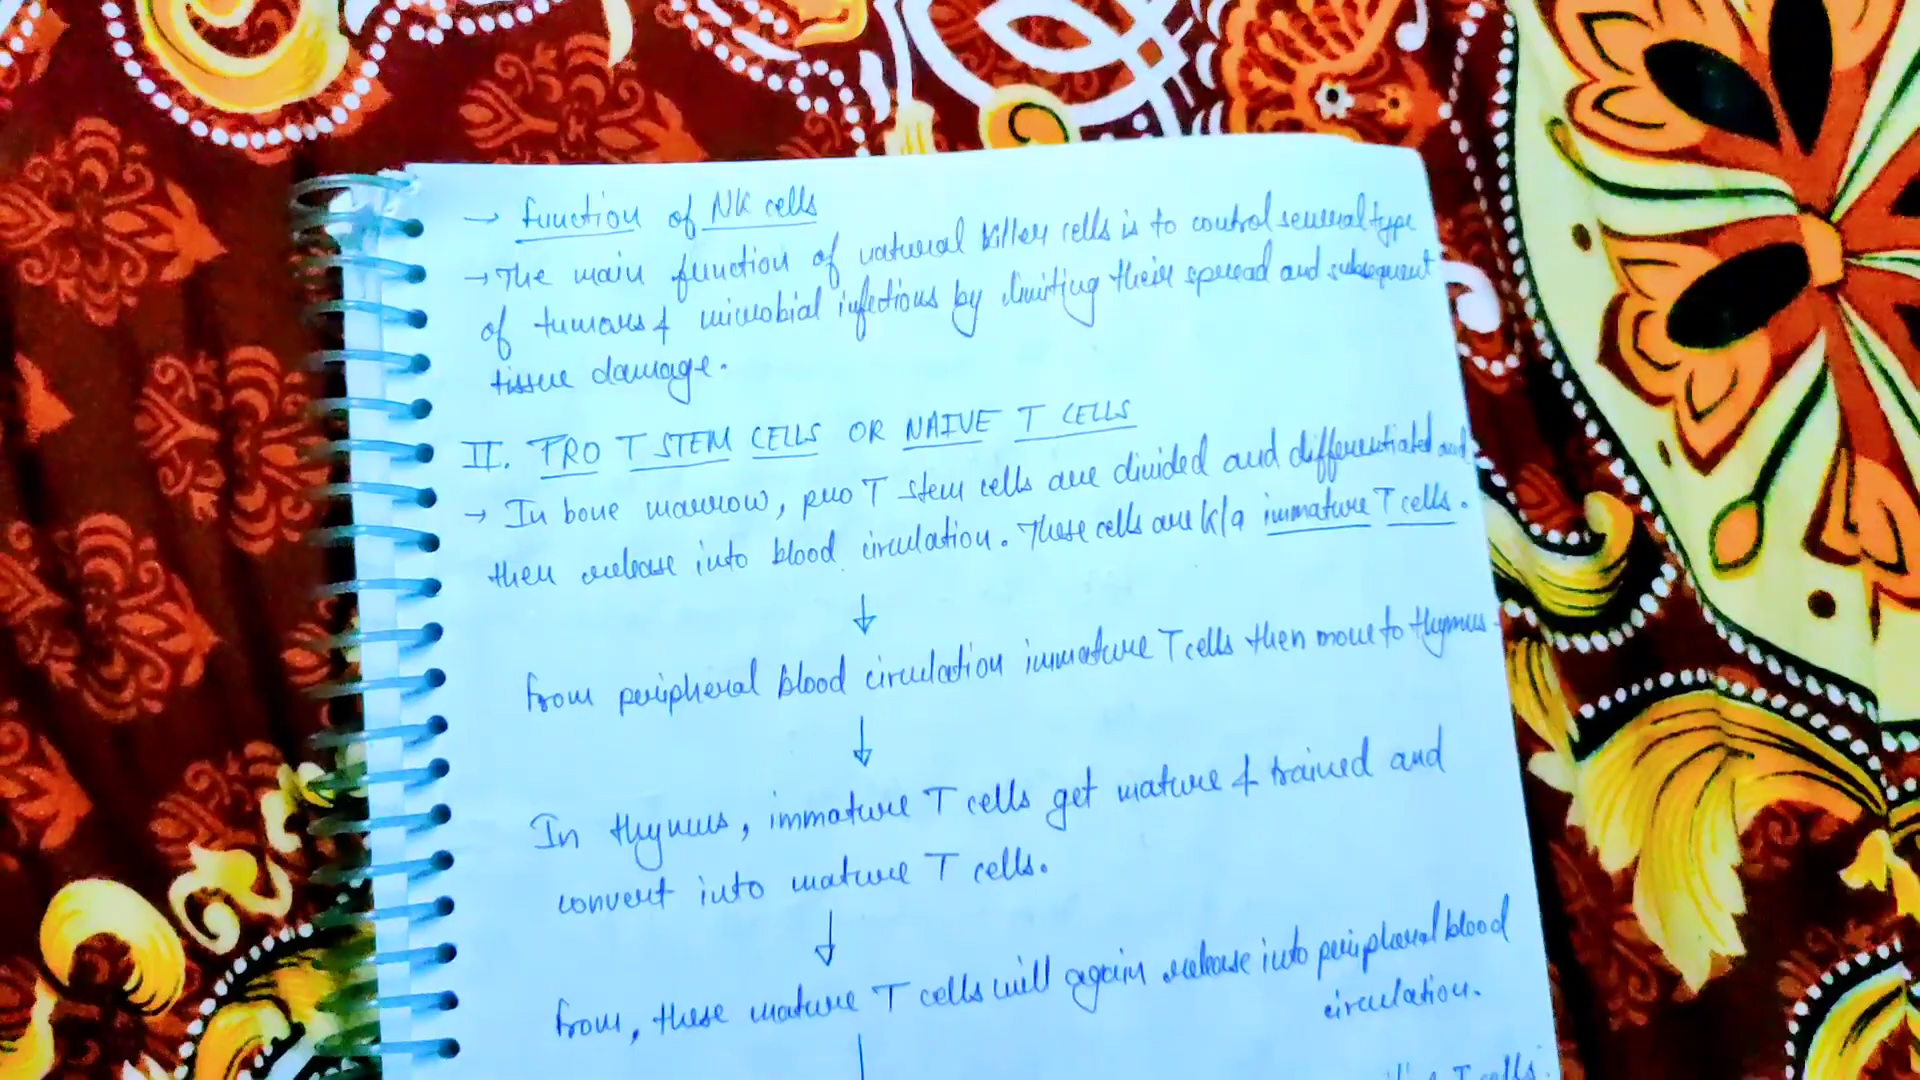 → function of NK cells
→ The main function of natural killer cells is to control several type
of tumors & microbial infections by limiting their spread and subsequent
tissue damage.
II. PRO T STEM CELLS OR NAIVE T CELLS
→ In bone marrow, pro T stem cells are divided and differentiated and
then release into blood circulation. These cells are k/a immature T cells.
↓
from peripheral blood circulation immature T cells then move to thymus
↓
In thymus, immature T cells get mature & trained and
convert into mature T cells.
↓
from, these mature T cells will again release into peripheral blood
circulation.
T cells.